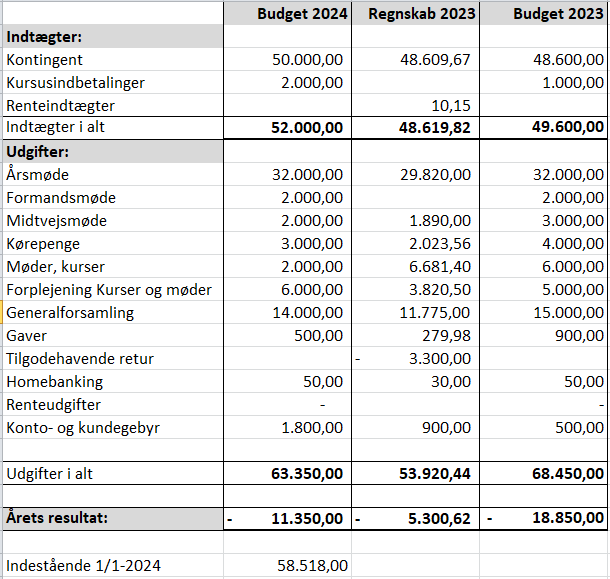 Budget 2024 Regnskab 2023 Budget 2023
Indtægter:
Kontingent 50.000,00 48.609,67 48.600,00
Kursusindbetalinger 2.000,00 1.000,00
Renteindtægter 10,15
Indtægter i alt 52.000,00 48.619,82 49.600,00
Udgifter:
Årsmøde 32.000,00 29.820,00 32.000,00
Formandsmøde 2.000,00 2.000,00
Midtvejsmøde 2.000,00 1.890,00 3.000,00
Kørepenge 3.000,00 2.023,56 4.000,00
Møder, kurser 2.000,00 6.681,40 6.000,00
Forplejening Kurser og møder 6.000,00 3.820,50 5.000,00
Generalforsamling 14.000,00 11.775,00 15.000,00
Gaver 500,00 279,98 900,00
Tilgodehavende retur - 3.300,00
Homebanking 50,00 30,00 50,00
Renteudgifter - -
Konto- og kundegebyr 1.800,00 900,00 500,00
Udgifter i alt 63.350,00 53.920,44 68.450,00
Årets resultat: - 11.350,00 - 5.300,62 - 18.850,00
Indestående 1/1-2024 58.518,00